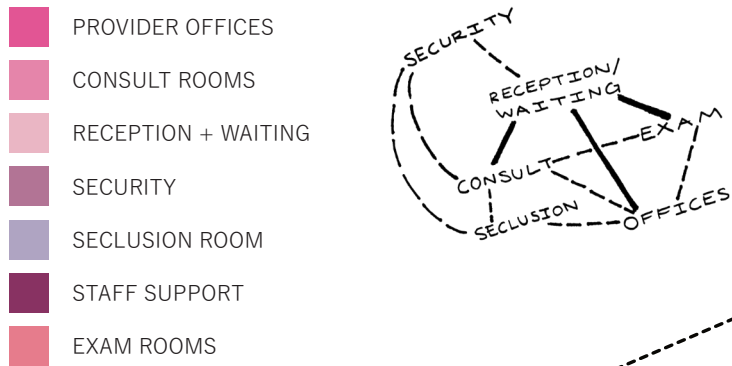 PROVIDER OFFICES
CONSULT ROOMS
RECEPTION + WAITING
SECURITY
SECLUSION ROOM
STAFF SUPPORT
EXAM ROOMS
SECURITY
RECEPTION/
WAITING
EXAM
CONSULT
SECLUSION
OFFICES